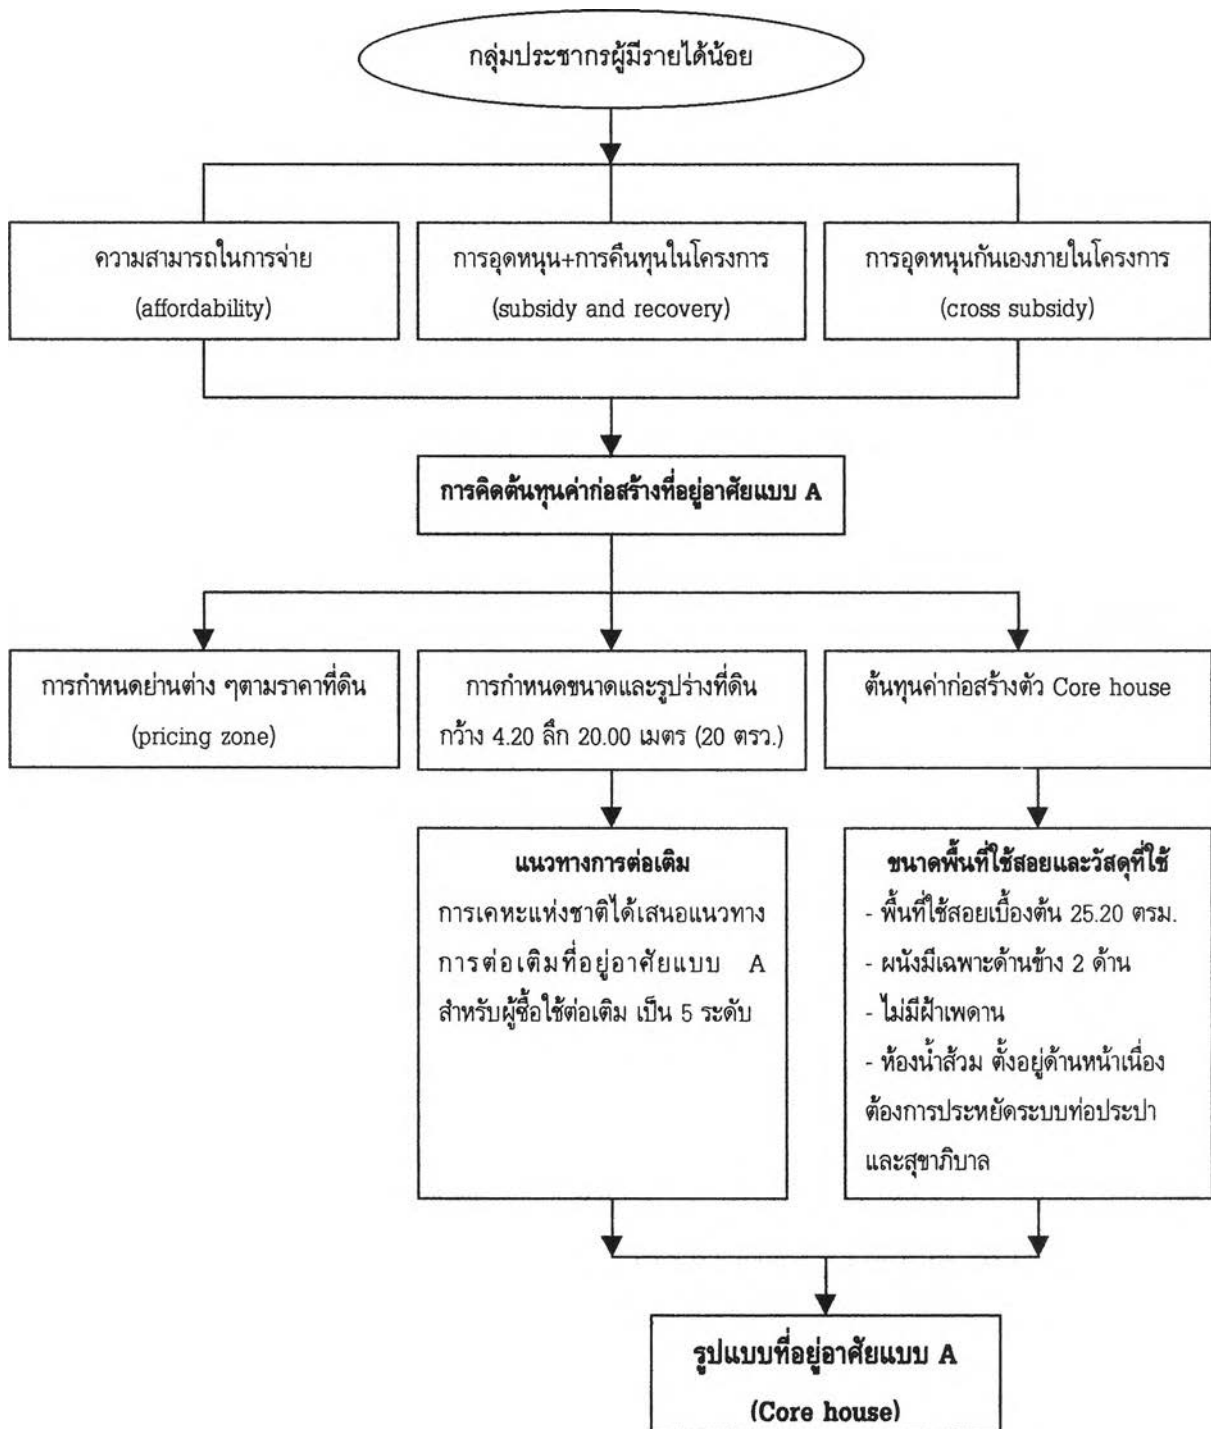 กลุ่มประชากรผู้มีรายได้น้อย
ความสามารถในการจ่าย
(affordability)
การอุดหนุน+การคืนทุนในโครงการ
(subsidy and recovery)
การอุดหนุนกันเองภายในโครงการ
(cross subsidy)
การคิดต้นทุนค่าก่อสร้างที่อยู่อาศัยแบบ A
การกำหนดย่านต่าง ๆตามราคาที่ดิน
(pricing zone)
การกำหนดขนาดและรูปร่างที่ดิน
กว้าง 4.20 ลึก 20.00 เมตร (20 ตรว.)
ต้นทุนค่าก่อสร้างตัว Core house
แนวทางการต่อเติม
การเคหะแห่งชาติได้เสนอแนวทาง
การต่อเติมที่อยู่อาศัยแบบ A
สำหรับผู้ซื้อใช้ต่อเติม เป็น 5 ระดับ
ขนาดพื้นที่ใช้สอยและวัสดุที่ใช้
- พื้นที่ใช้สอยเบื้องต้น 25.20 ตรม.
- ผนังมีเฉพาะด้านข้าง 2 ด้าน
- ไม่มีฝ้าเพดาน
- ห้องน้ำส้วม ตั้งอยู่ด้านหน้าเนื่อง
ต้องการประหยัดระบบท่อประปา
และสุขาภิบาล
รูปแบบที่อยู่อาศัยแบบ A
(Core house)